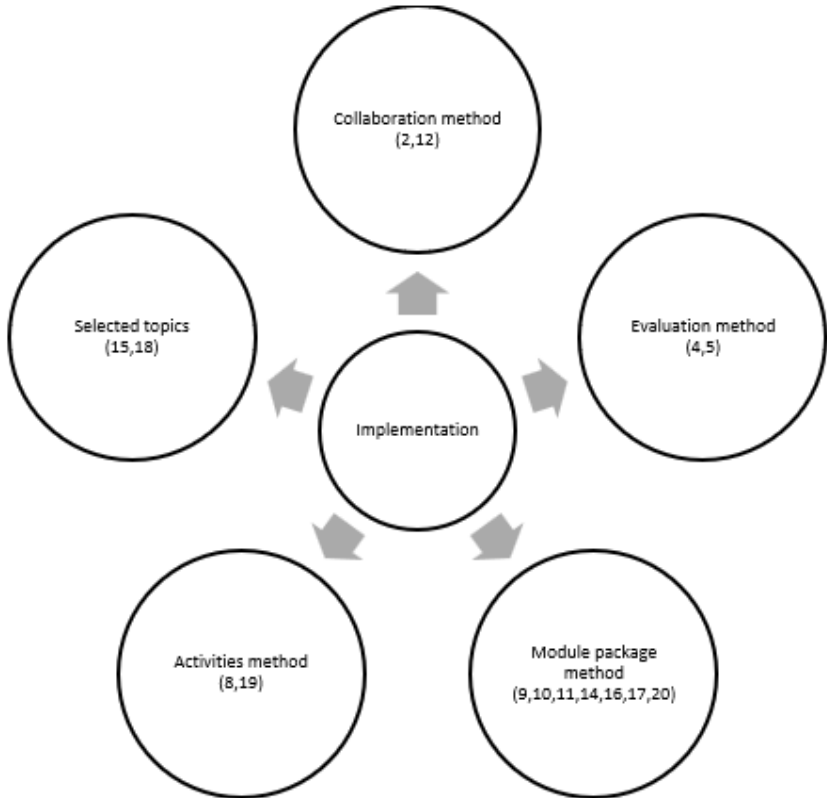 Collaboration method
(2,12)
Selected topics
(15,18)
Evaluation method
(4,5)
Implementation
Activities method
(8,19)
Module package
method
(9,10,11,14,16,17,20)